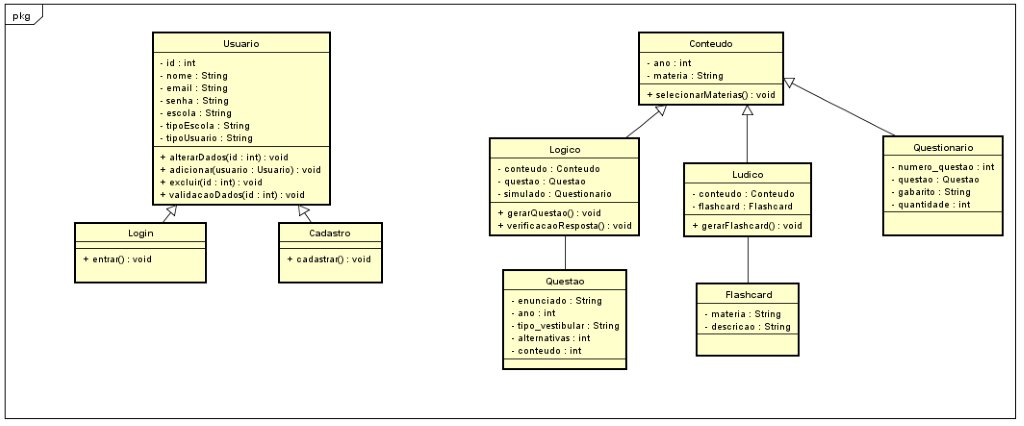 pkg
Usuario
- id : int
- nome : String
- email : String
- senha : String
- escola : String
- tipoEscola : String
- tipoUsuario : String
+ alterarDados(id : int) : void
+ adicionar(usuario : Usuario) : void
+ excluir(id : int) : void
+ validacaoDados(id : int) : void
Login
+ entrar() : void
Cadastro
+ cadastrar() : void
Conteudo
- ano : int
- materia : String
+ selecionarMaterias() : void
Logico
- conteudo : Conteudo
- questao : Questao
- simulado : Questionario
+ gerarQuestao() : void
+ verificacaoResposta() : void
Ludico
- conteudo : Conteudo
- flashcard : Flashcard
+ gerarFlashcard() : void
Questionario
- numero_questao : int
- questao : Questao
- gabarito : String
- quantidade : int
Questao
- enunciado : String
- ano : int
- tipo_vestibular : String
- alternativas : int
- conteudo : int
Flashcard
- materia : String
- descricao : String